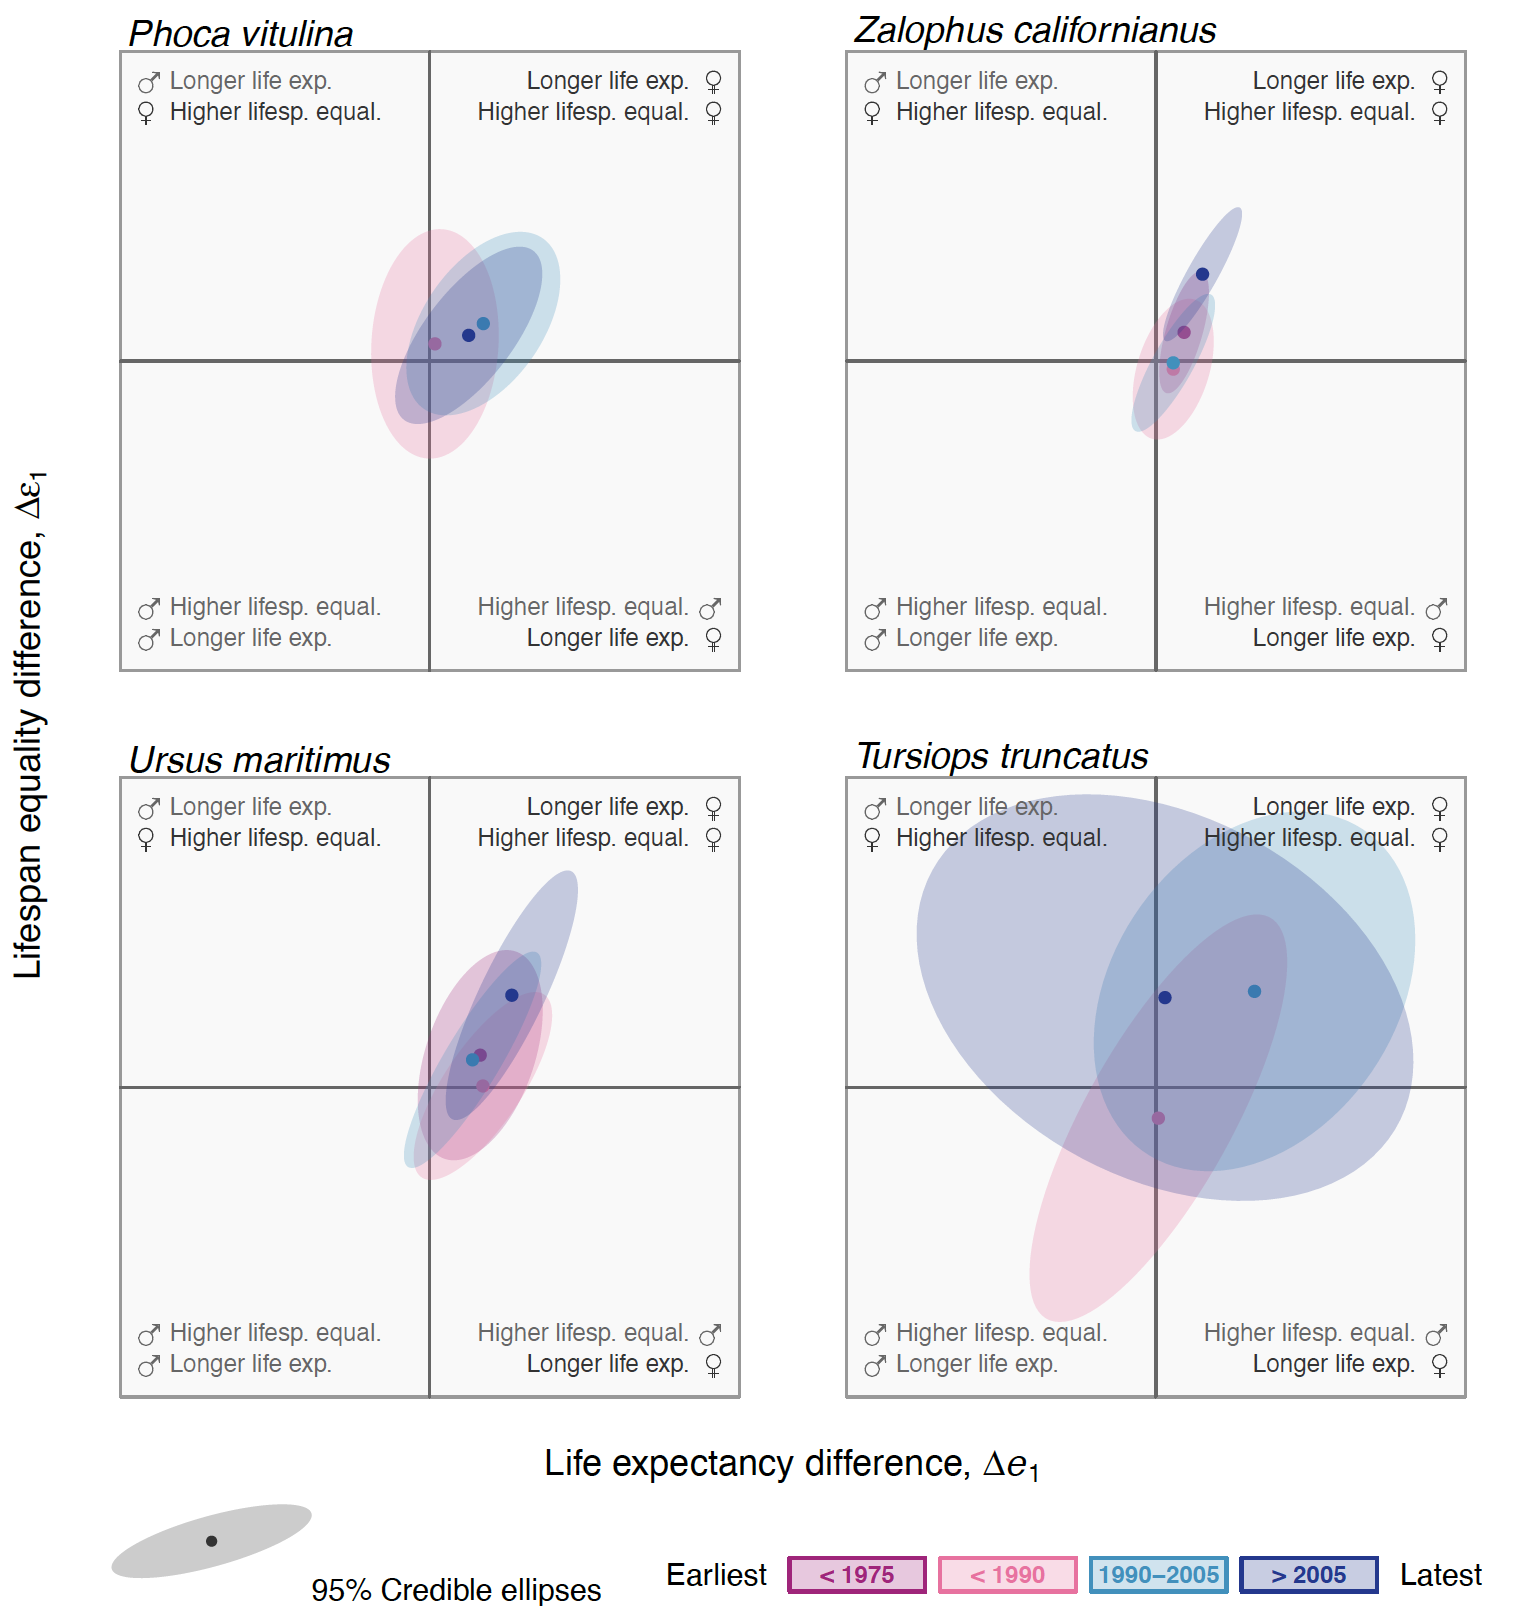 Phoca vitulina
♂ Longer life exp.
♀ Higher lifesp. equal.
Longer life exp. ♀
Higher lifesp. equal. ♀
♂ Higher lifesp. equal.
♂ Longer life exp.
Higher lifesp. equal. ♂
Longer life exp. ♀
Zalophus californianus
♂ Longer life exp.
♀ Higher lifesp. equal.
Longer life exp. ♀
Higher lifesp. equal. ♀
♂ Higher lifesp. equal.
♂ Longer life exp.
Higher lifesp. equal. ♂
Longer life exp. ♀
Lifespan equality difference, Δε₁
Ursus maritimus
♂ Longer life exp.
♀ Higher lifesp. equal.
Longer life exp. ♀
Higher lifesp. equal. ♀
♂ Higher lifesp. equal.
♂ Longer life exp.
Higher lifesp. equal. ♂
Longer life exp. ♀
Tursiops truncatus
♂ Longer life exp.
♀ Higher lifesp. equal.
Longer life exp. ♀
Higher lifesp. equal. ♀
♂ Higher lifesp. equal.
♂ Longer life exp.
Higher lifesp. equal. ♂
Longer life exp. ♀
Life expectancy difference, Δe₁
95% Credible ellipses
Earliest < 1975 < 1990 1990–2005 > 2005 Latest